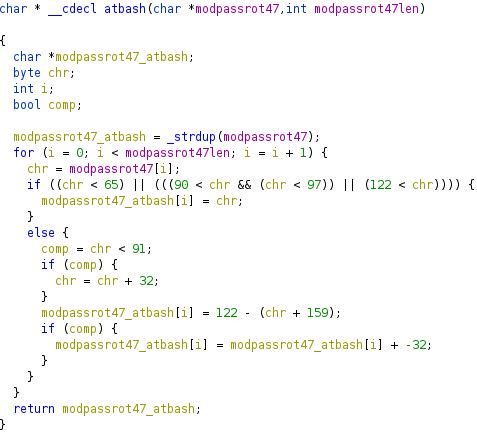 char * __cdecl atbash(char *modpassrot47,int modpassrot47len)
{
  char *modpassrot47_atbash;
  byte chr;
  int i;
  bool comp;
  modpassrot47_atbash = _strdup(modpassrot47);
  for (i = 0; i < modpassrot47len; i = i + 1) {
    chr = modpassrot47[i];
    if ((chr < 65) || (((90 < chr && (chr < 97)) || (122 < chr)))) {
      modpassrot47_atbash[i] = chr;
    }
    else {
      comp = chr < 91;
      if (comp) {
        chr = chr + 32;
      }
      modpassrot47_atbash[i] = 122 - (chr + 159);
      if (comp) {
        modpassrot47_atbash[i] = modpassrot47_atbash[i] + -32;
      }
    }
  }
  return modpassrot47_atbash;
}